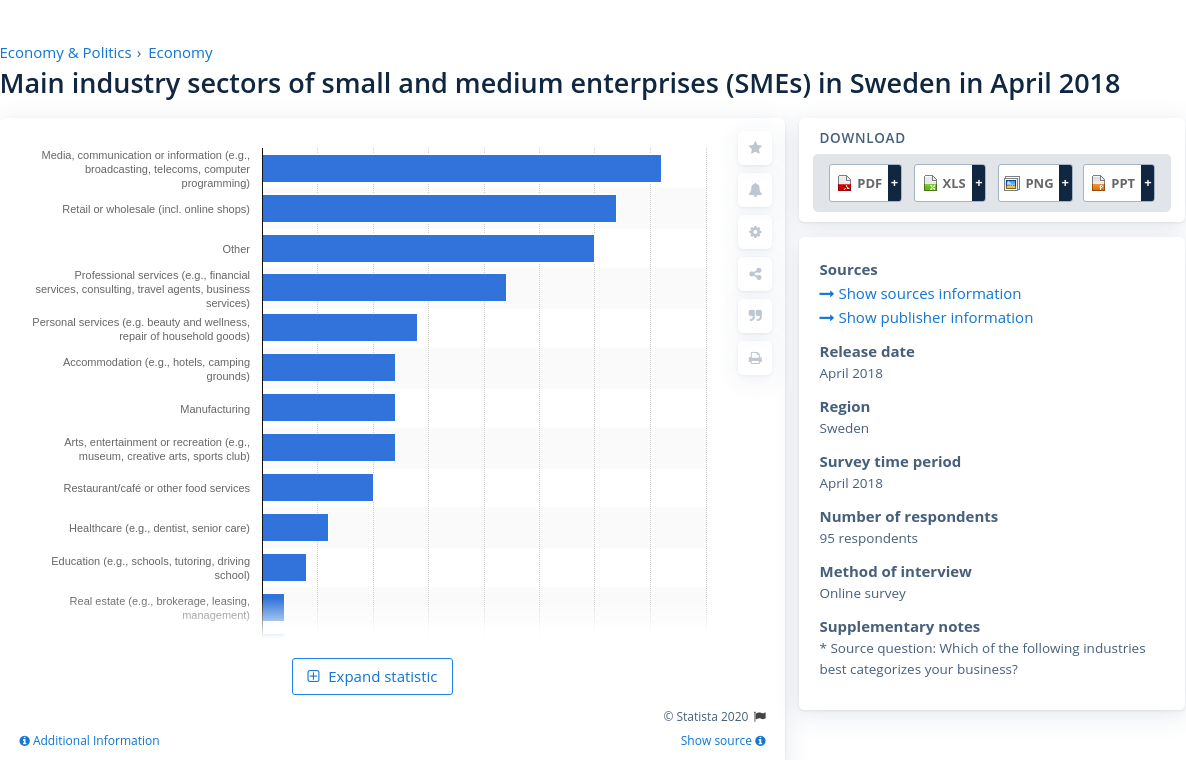 Economy & Politics › Economy
Main industry sectors of small and medium enterprises (SMEs) in Sweden in April 2018
Media, communication or information (e.g.,
broadcasting, telecoms, computer
programming)
Retail or wholesale (incl. online shops)
Other
Professional services (e.g., financial
services, consulting, travel agents, business
services)
Personal services (e.g. beauty and wellness,
repair of household goods)
Accommodation (e.g., hotels, camping
grounds)
Manufacturing
Arts, entertainment or recreation (e.g.,
museum, creative arts, sports club)
Restaurant/café or other food services
Healthcare (e.g., dentist, senior care)
Education (e.g., schools, tutoring, driving
school)
Real estate (e.g., brokerage, leasing,
management)
Expand statistic
© Statista 2020
Additional Information
Show source
DOWNLOAD
PDF + XLS + PNG + PPT +
Sources
Show sources information
Show publisher information
Release date
April 2018
Region
Sweden
Survey time period
April 2018
Number of respondents
95 respondents
Method of interview
Online survey
Supplementary notes
* Source question: Which of the following industries
best categorizes your business?